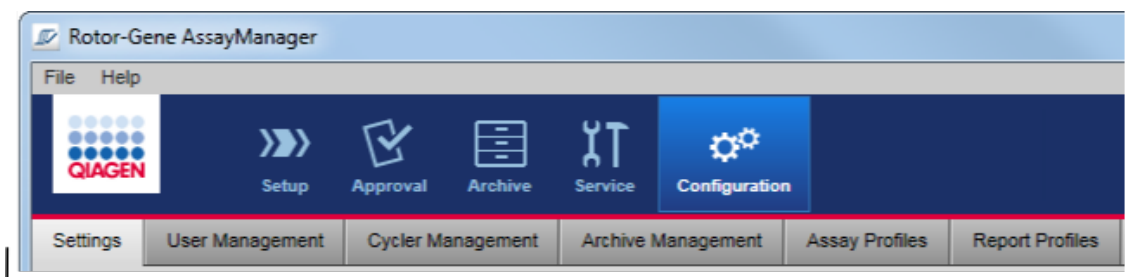 Rotor-Gene AssayManager
File Help
QIAGEN
Setup Approval Archive Service Configuration
Settings User Management Cycler Management Archive Management Assay Profiles Report Profiles